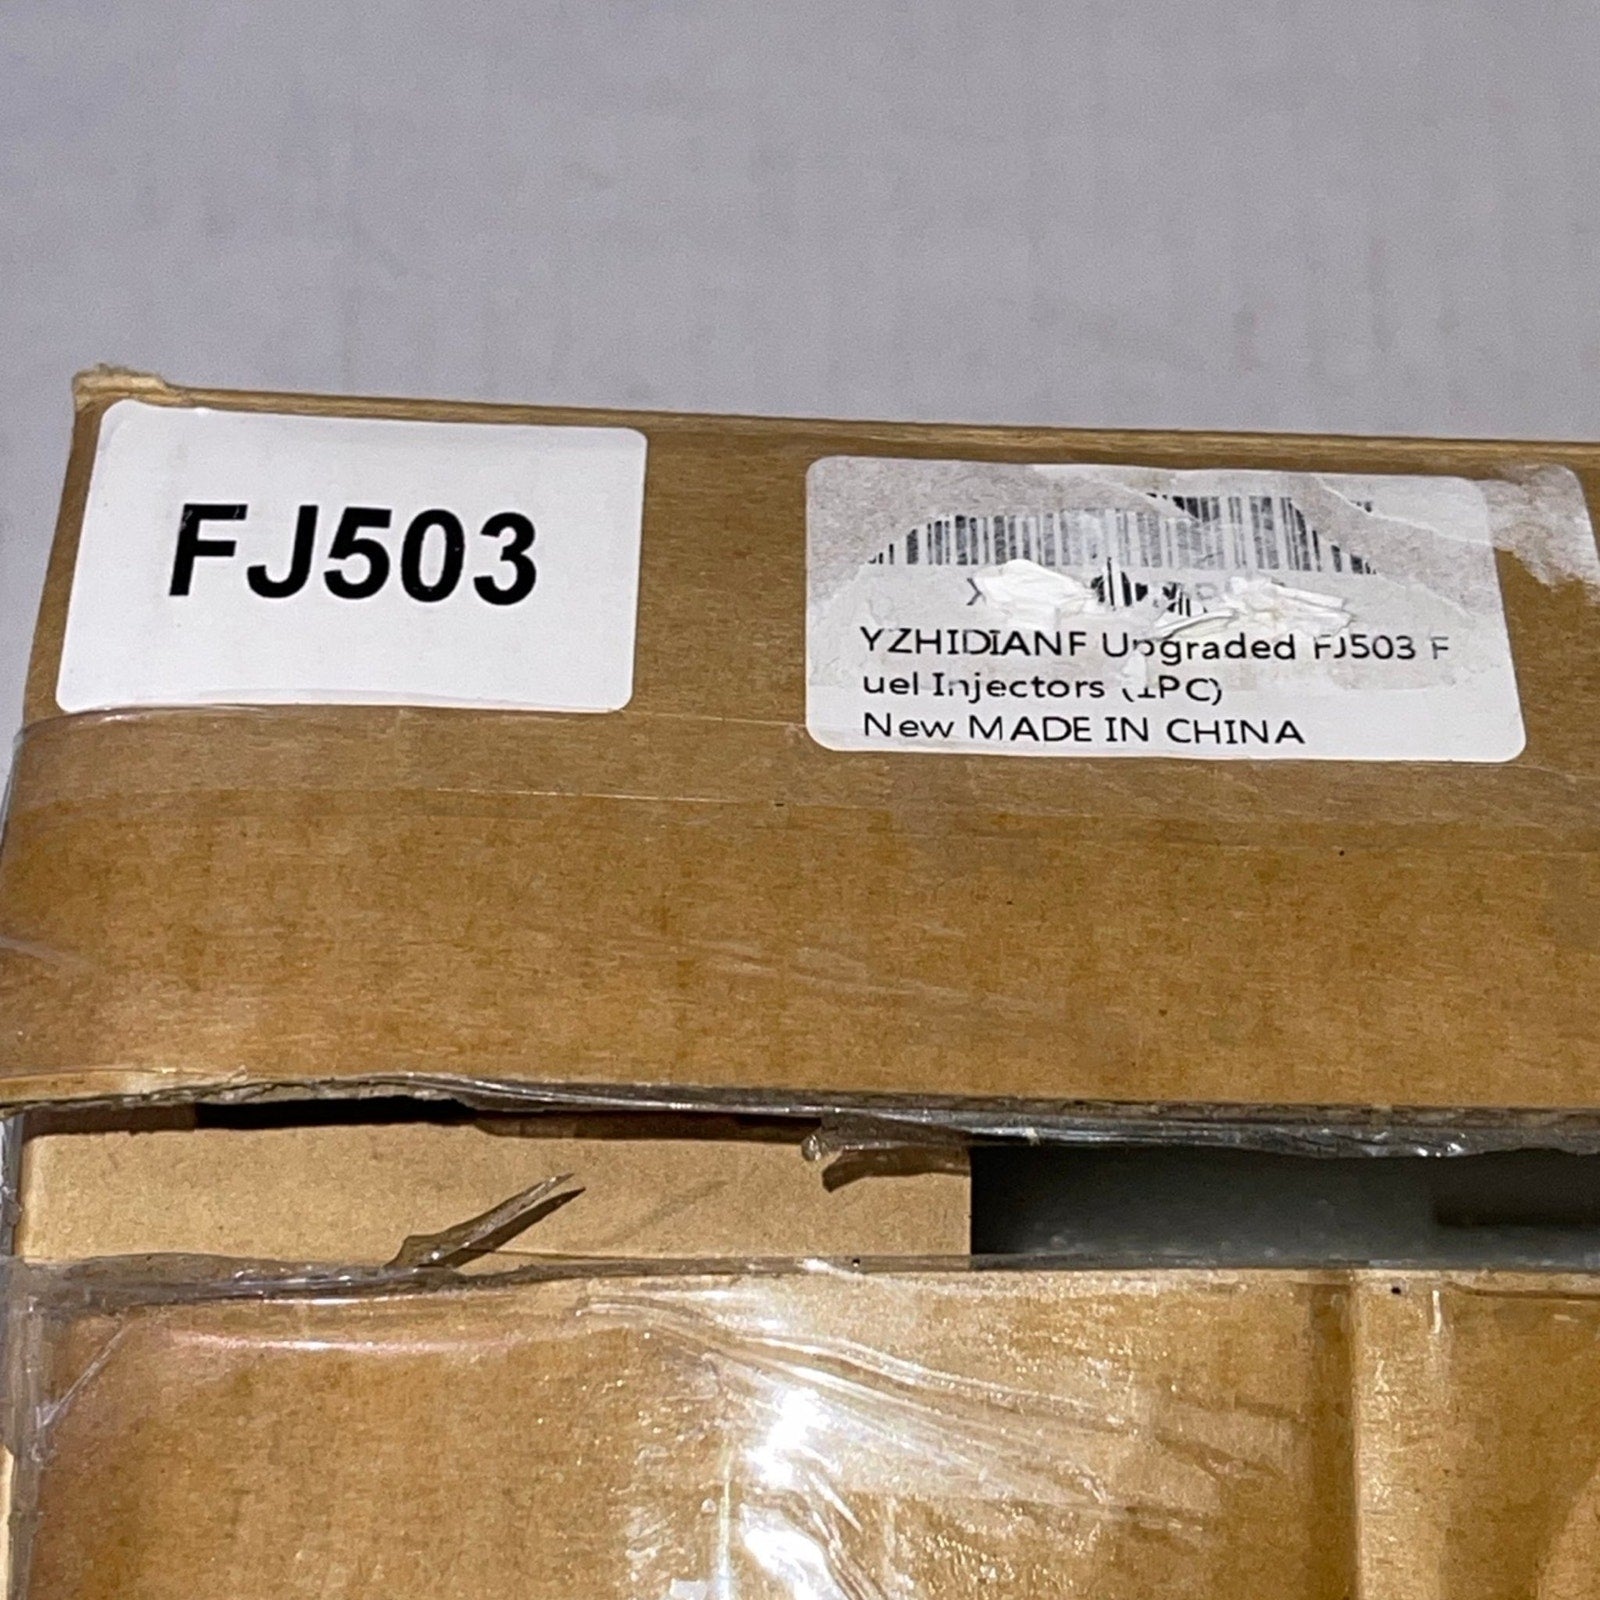 FJ503
YZHIDIANF Upgraded FJ503 F
uel Injectors (1PC)
New MADE IN CHINA